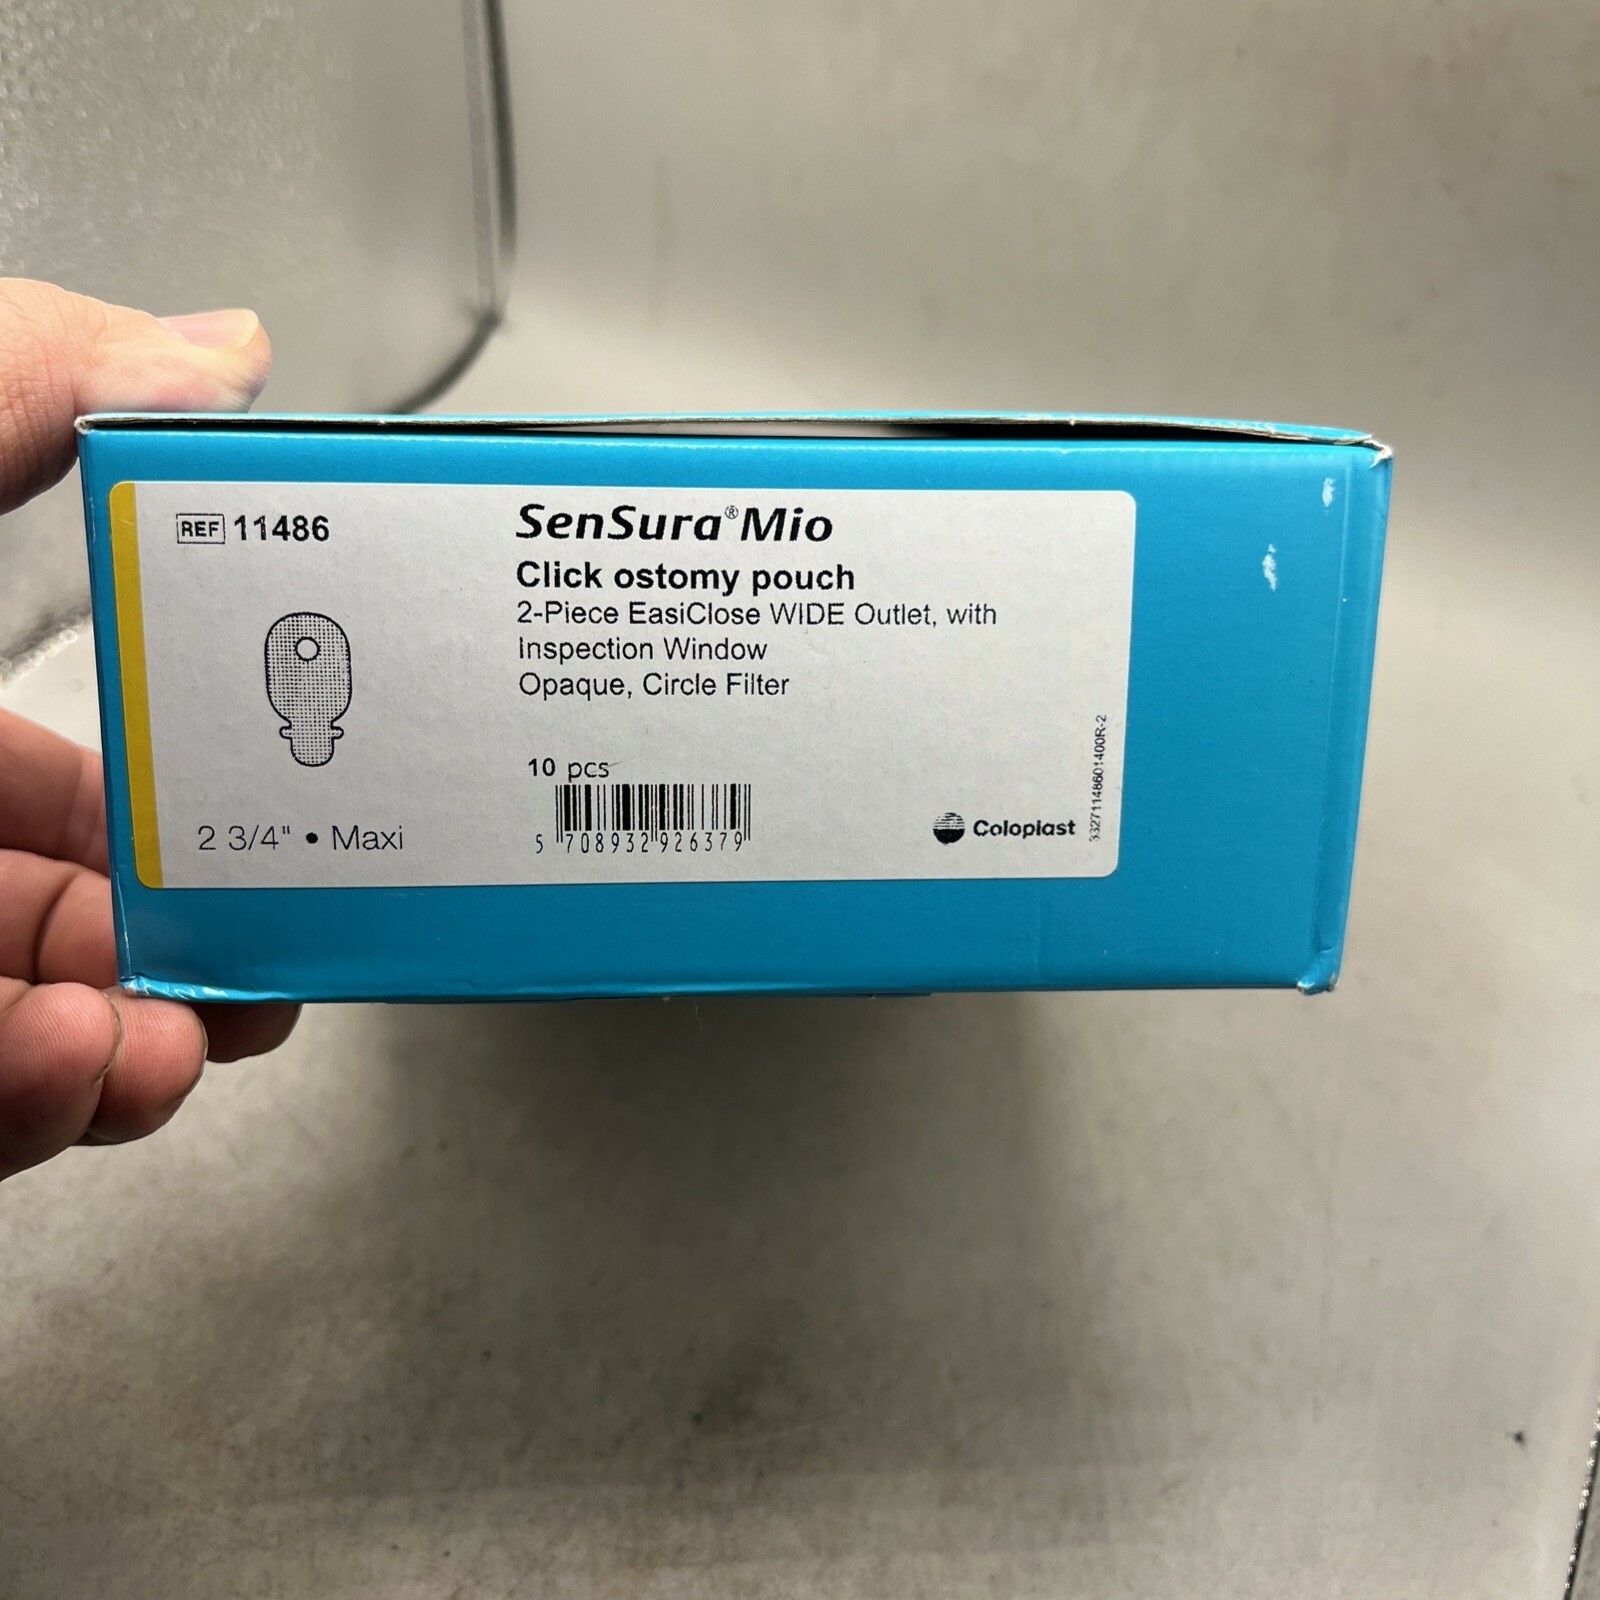 REF 11486
SenSura® Mio
Click ostomy pouch
2-Piece EasiClose WIDE Outlet, with
Inspection Window
Opaque, Circle Filter
10 pcs
5 708932 926379
2 3/4" • Maxi
Coloplast
33271148601400R-2